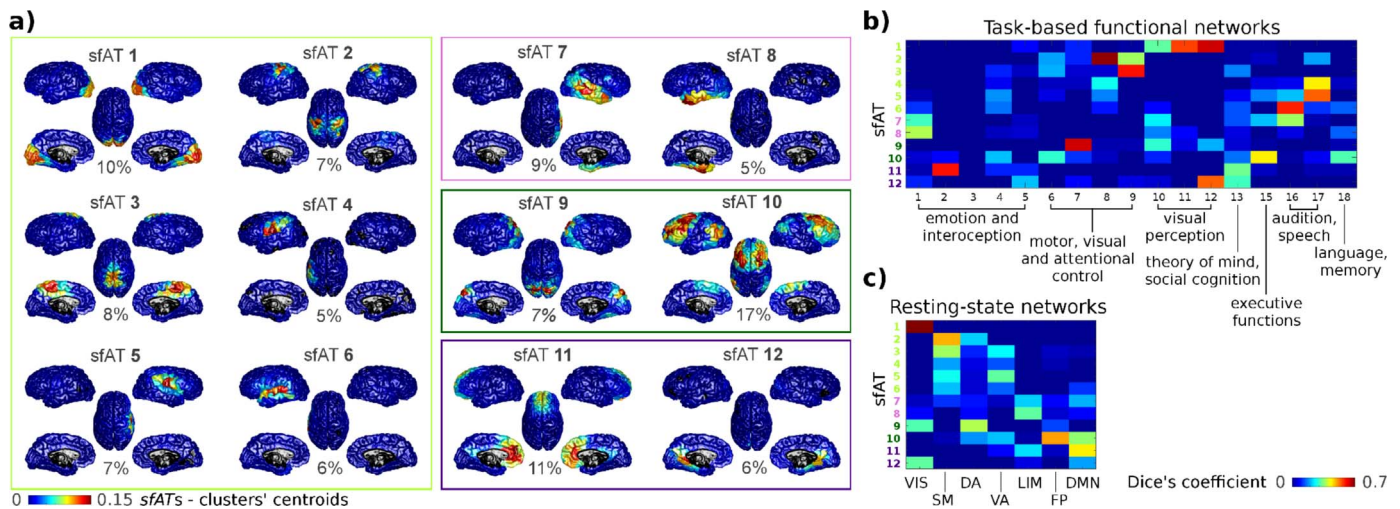 a)
sfAT 1
10%
sfAT 2
7%
sfAT 3
8%
sfAT 4
5%
sfAT 5
7%
sfAT 6
6%
sfAT 7
9%
sfAT 8
5%
sfAT 9
7%
sfAT 10
17%
sfAT 11
11%
sfAT 12
6%
0 0.15 sfATs - clusters' centroids
b)
Task-based functional networks
sfAT
1
2
3
4
5
6
7
8
9
10
11
12
1 2 3 4 5 6 7 8 9 10 11 12 13 15 16 17 18
emotion and
interoception
motor, visual
and attentional
control
visual
perception
theory of mind,
social cognition
executive
functions
audition,
speech
language,
memory
c)
Resting-state networks
sfAT
1
2
3
4
5
6
7
8
9
10
11
12
VIS SM DA VA LIM FP DMN
Dice's coefficient 0 0.7